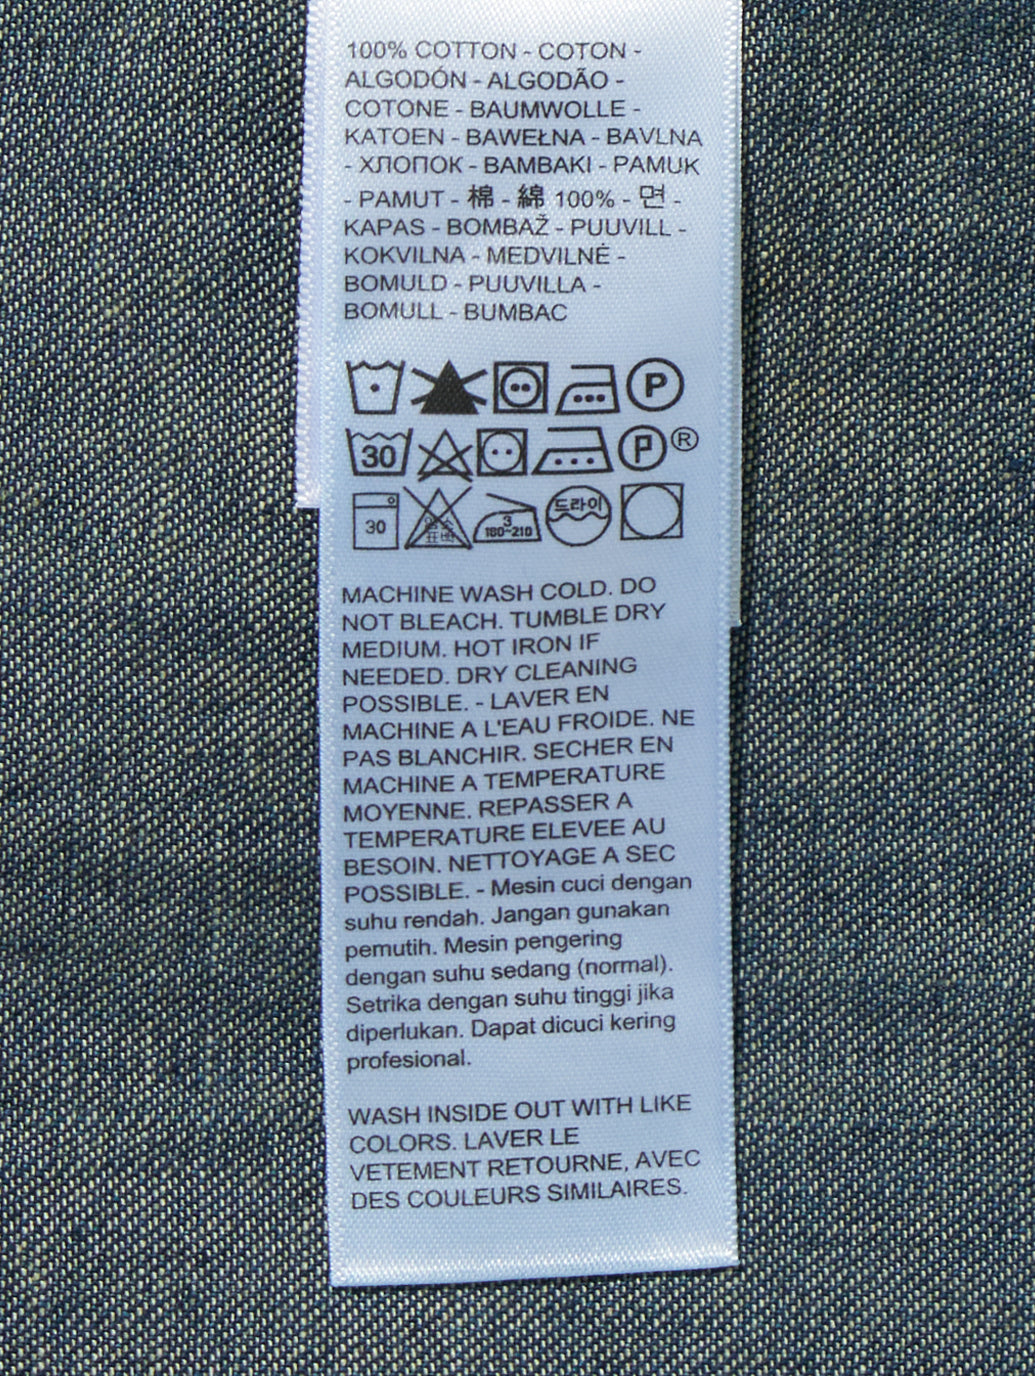 100% COTTON - COTON -
ALGODÓN - ALGODÃO -
COTONE - BAUMWOLLE -
KATOEN - BAWEŁNA - BAVLNA
- ХЛОПОК - BAMBAKI - PAMUK
- PAMUT - 棉 - 綿 100% - 면 -
KAPAS - BOMBAŽ - PUUVILL -
KOKVILNA - MEDVILNĖ -
BOMULD - PUUVILLA -
BOMULL - BUMBAC
P
30 P ®
30 3 180~210 드라이
MACHINE WASH COLD. DO
NOT BLEACH. TUMBLE DRY
MEDIUM. HOT IRON IF
NEEDED. DRY CLEANING
POSSIBLE. - LAVER EN
MACHINE A L'EAU FROIDE. NE
PAS BLANCHIR. SECHER EN
MACHINE A TEMPERATURE
MOYENNE. REPASSER A
TEMPERATURE ELEVEE AU
BESOIN. NETTOYAGE A SEC
POSSIBLE. - Mesin cuci dengan
suhu rendah. Jangan gunakan
pemutih. Mesin pengering
dengan suhu sedang (normal).
Setrika dengan suhu tinggi jika
diperlukan. Dapat dicuci kering
profesional.
WASH INSIDE OUT WITH LIKE
COLORS. LAVER LE
VETEMENT RETOURNE, AVEC
DES COULEURS SIMILAIRES.